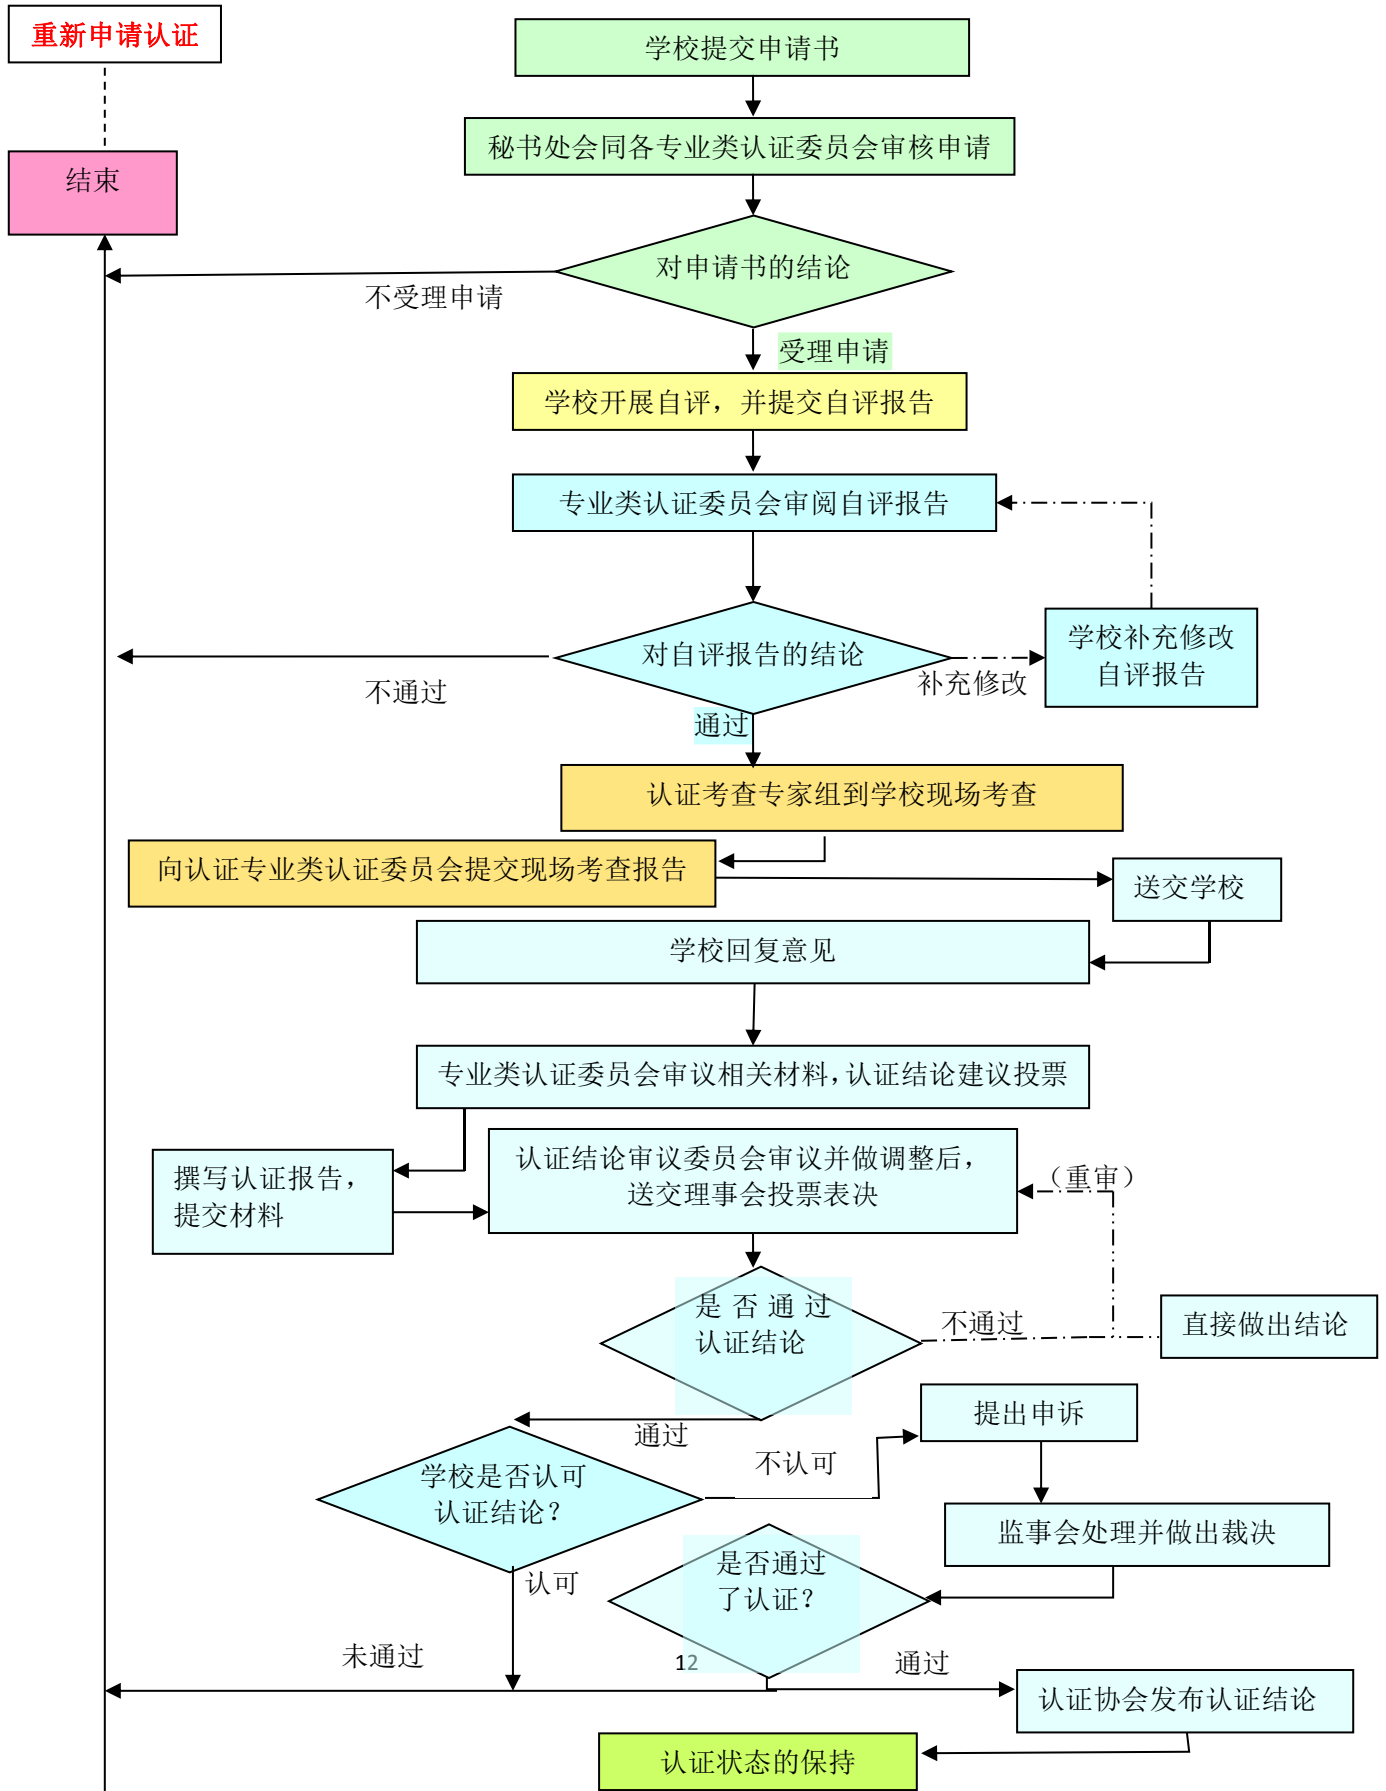 重新申请认证
学校提交申请书
秘书处会同各专业类认证委员会审核申请
结束
对申请书的结论
不受理申请
受理申请
学校开展自评，并提交自评报告
专业类认证委员会审阅自评报告
对自评报告的结论
学校补充修改
自评报告
不通过
补充修改
通过
认证考查专家组到学校现场考查
向认证专业类认证委员会提交现场考查报告
送交学校
学校回复意见
专业类认证委员会审议相关材料，认证结论建议投票
撰写认证报告，
提交材料
认证结论审议委员会审议并做调整后，
送交理事会投票表决
（重审）
是否通过
认证结论
不通过
直接做出结论
通过
提出申诉
不认可
学校是否认可
认证结论？
监事会处理并做出裁决
是否通过
了认证？
认可
未通过
12
通过
认证协会发布认证结论
认证状态的保持